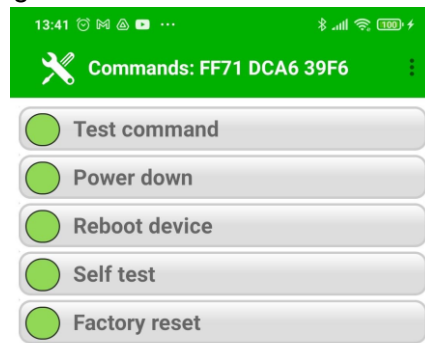 13:41
100
Commands: FF71 DCA6 39F6
Test command
Power down
Reboot device
Self test
Factory reset